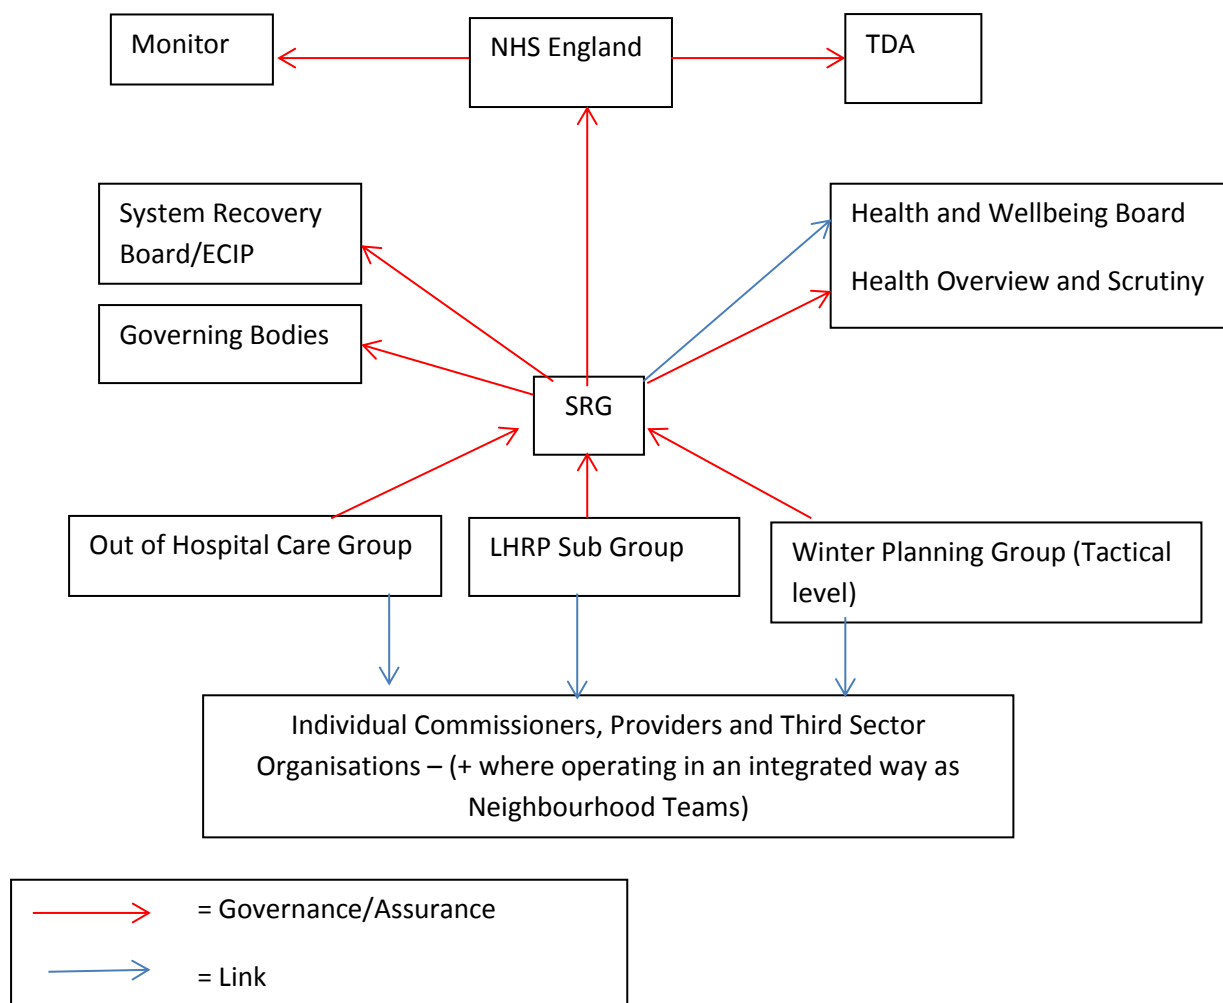 Monitor
NHS England
TDA
System Recovery
Board/ECIP
Health and Wellbeing Board
Health Overview and Scrutiny
Governing Bodies
SRG
Out of Hospital Care Group
LHRP Sub Group
Winter Planning Group (Tactical
level)
Individual Commissioners, Providers and Third Sector
Organisations – (+ where operating in an integrated way as
Neighbourhood Teams)
= Governance/Assurance
= Link